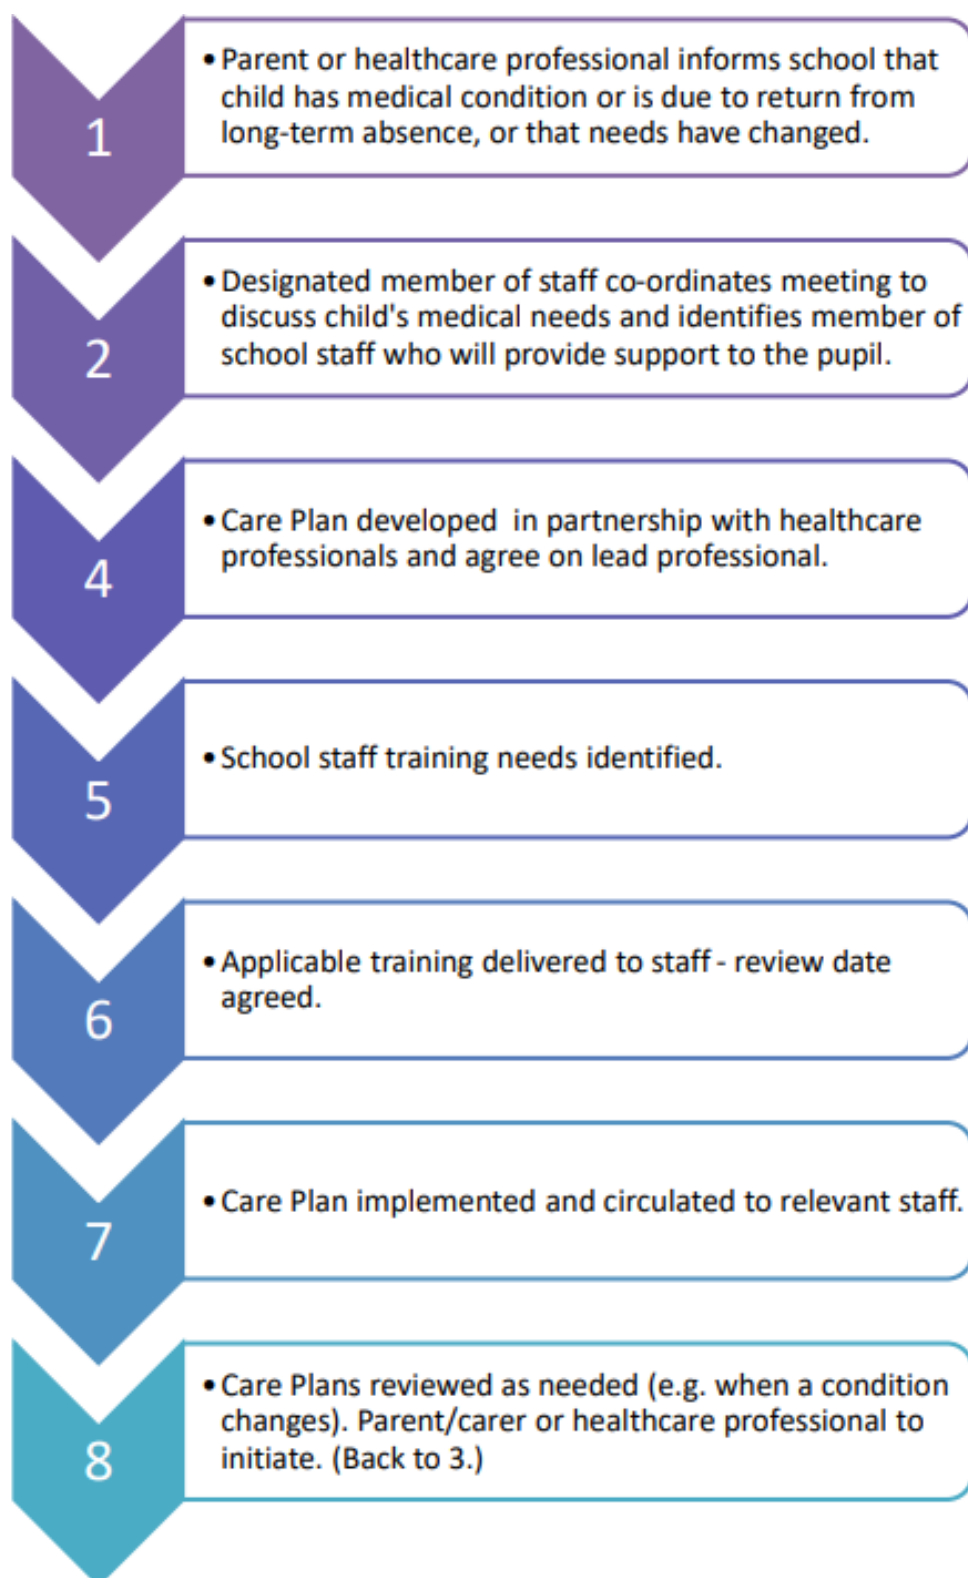 1
• Parent or healthcare professional informs school that
child has medical condition or is due to return from
long-term absence, or that needs have changed.
2
• Designated member of staff co-ordinates meeting to
discuss child's medical needs and identifies member of
school staff who will provide support to the pupil.
4
• Care Plan developed  in partnership with healthcare
professionals and agree on lead professional.
5
• School staff training needs identified.
6
• Applicable training delivered to staff - review date
agreed.
7
• Care Plan implemented and circulated to relevant staff.
8
• Care Plans reviewed as needed (e.g. when a condition
changes). Parent/carer or healthcare professional to
initiate. (Back to 3.)